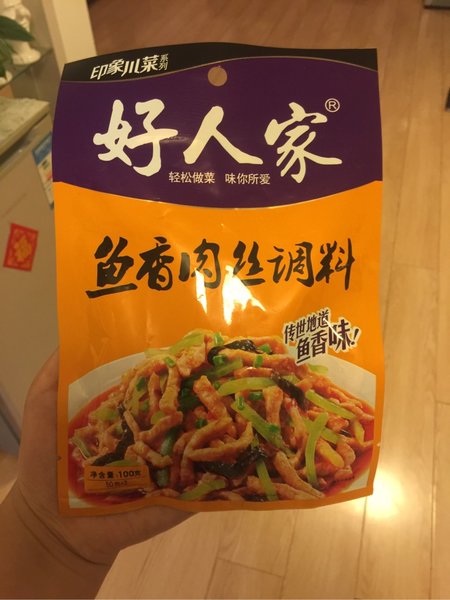 印象川菜系列
好人家®
轻松做菜 味你所爱
鱼香肉丝调料
传世地道
鱼香味!
净含量:100克